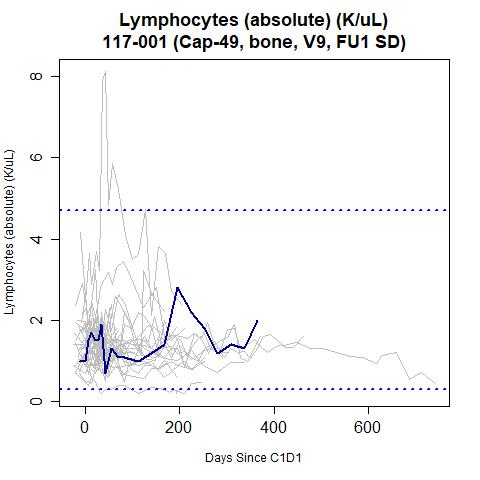 Lymphocytes (absolute) (K/uL)
117-001 (Cap-49, bone, V9, FU1 SD)
Lymphocytes (absolute) (K/uL)
8
6
4
2
0
0 200 400 600
Days Since C1D1